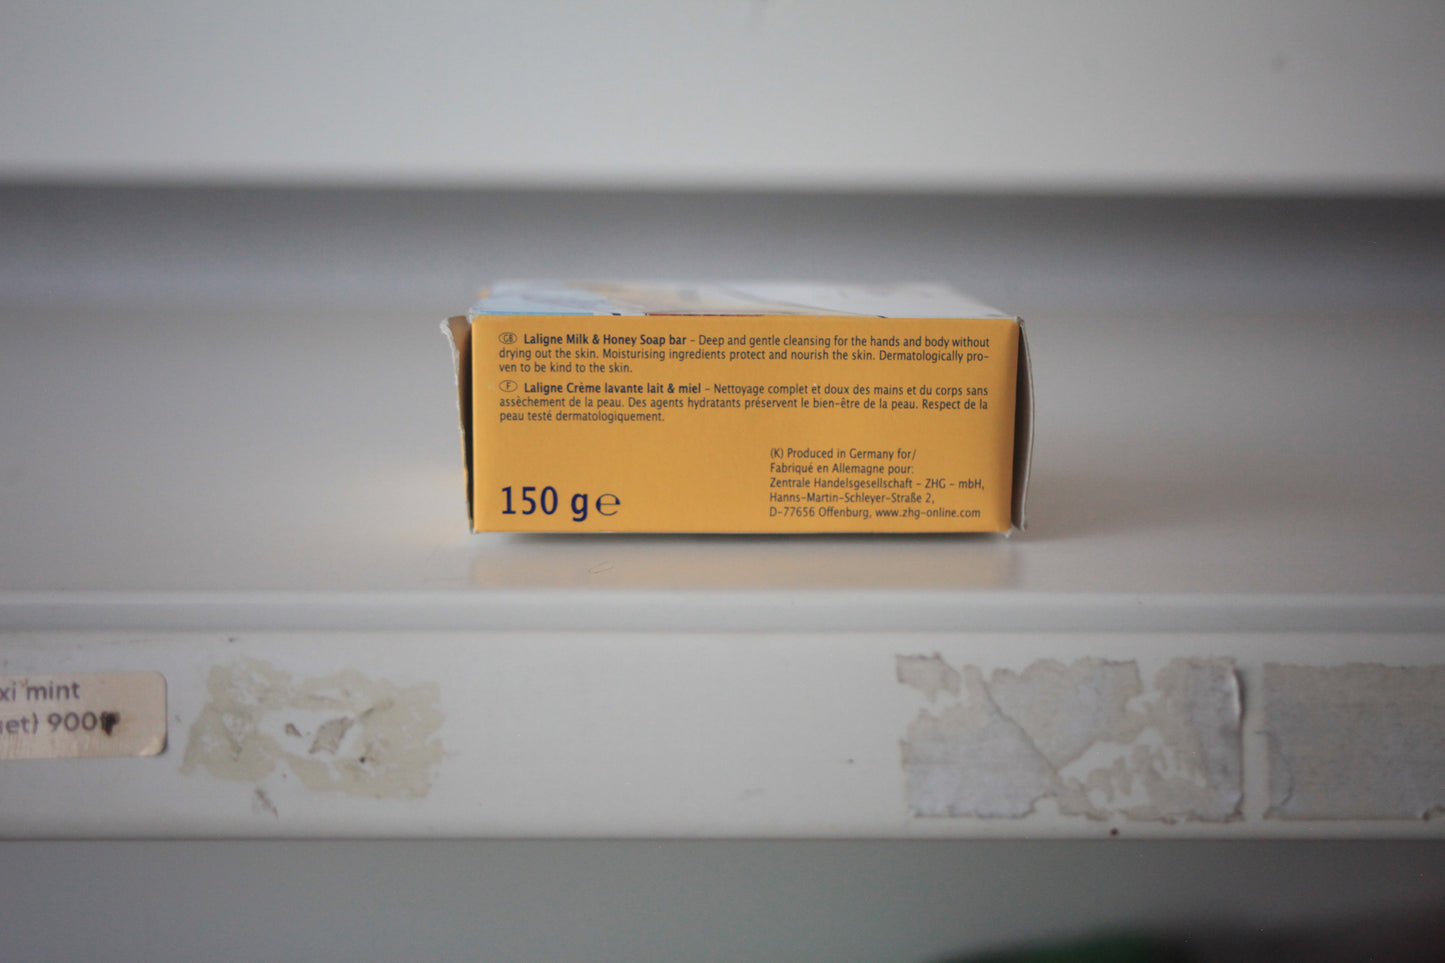 GB Laligne Milk & Honey Soap bar – Deep and gentle cleansing for the hands and body without
drying out the skin. Moisturising ingredients protect and nourish the skin. Dermatologically pro-
ven to be kind to the skin.
F Laligne Crème lavante lait & miel – Nettoyage complet et doux des mains et du corps sans
assèchement de la peau. Des agents hydratants préservent le bien-être de la peau. Respect de la
peau testé dermatologiquement.
(K) Produced in Germany for/
Fabriqué en Allemagne pour:
Zentrale Handelsgesellschaft - ZHG - mbH,
Hanns-Martin-Schleyer-Straße 2,
D-77656 Offenburg, www.zhg-online.com
150 g ℮
xi mint
et) 900